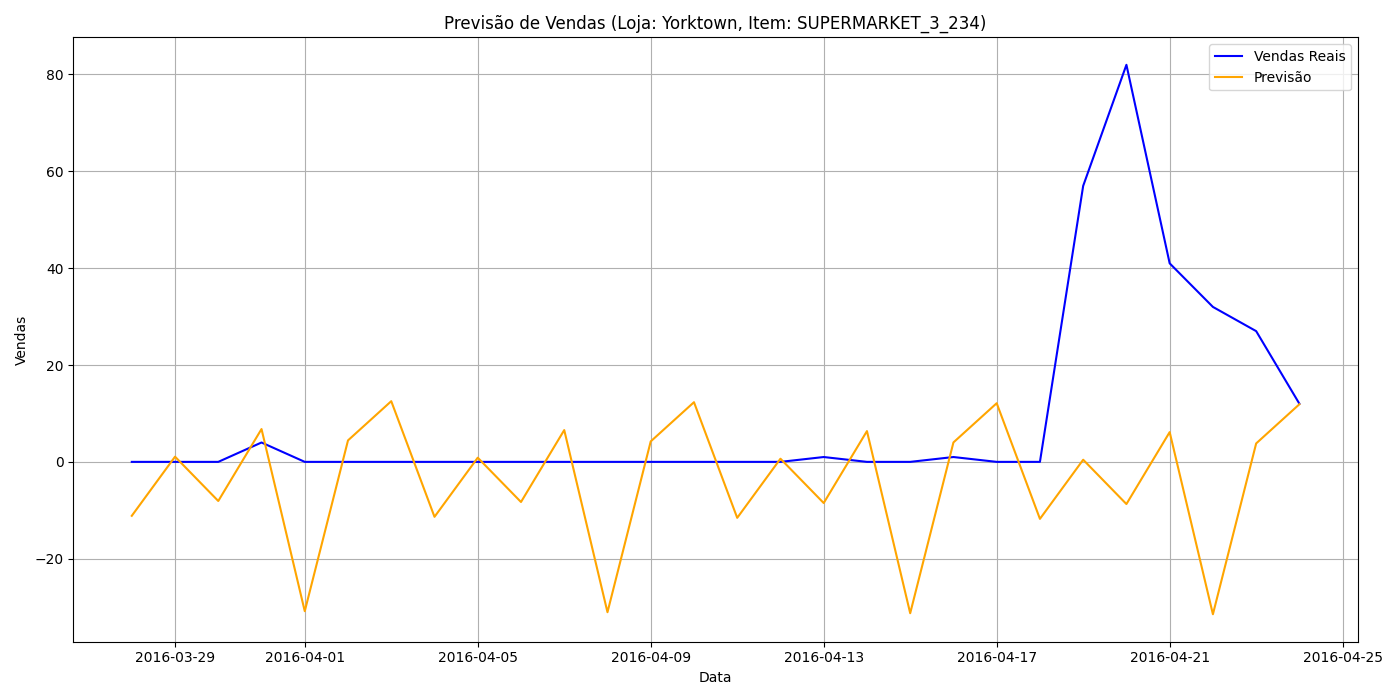 Previsão de Vendas (Loja: Yorktown, Item: SUPERMARKET_3_234)
Vendas Reais
Previsão
80
60
40
20
0
−20
Vendas
2016-03-29 2016-04-01 2016-04-05 2016-04-09 2016-04-13 2016-04-17 2016-04-21 2016-04-25
Data